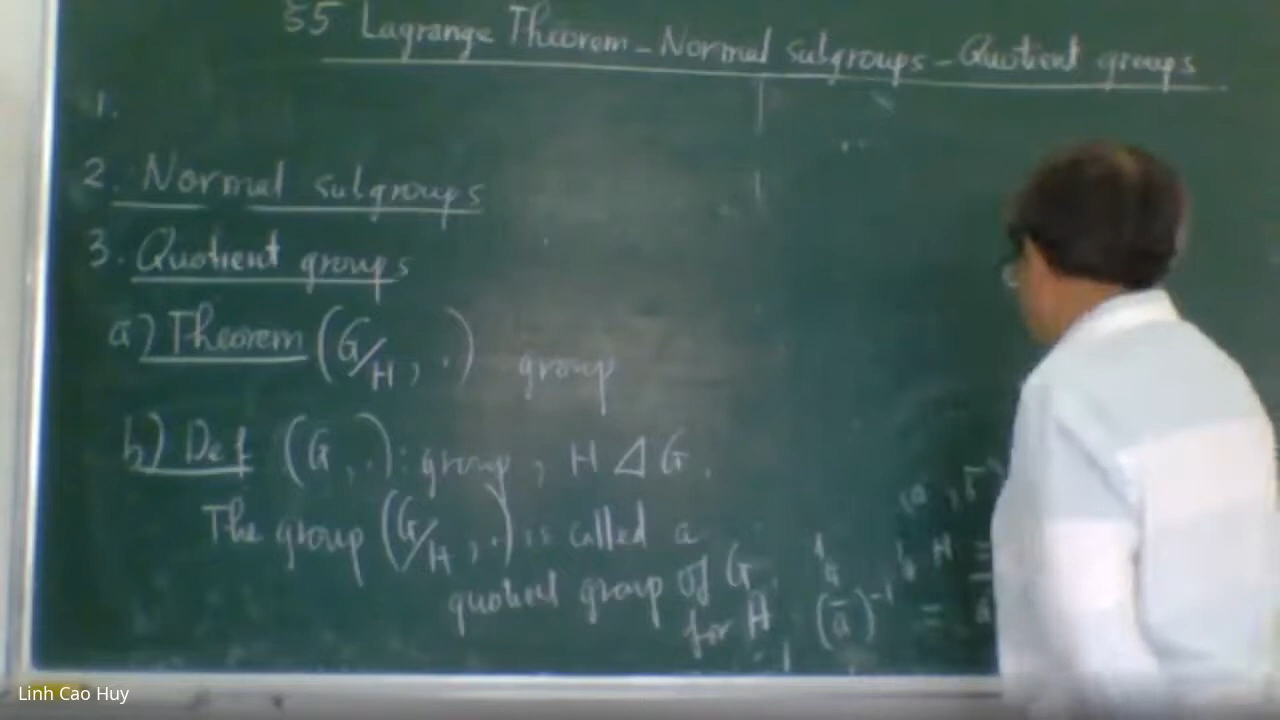 §5 Lagrange Theorem - Normal subgroups - Quotient groups
1.
2. Normal subgroups
3. Quotient groups
a) Theorem (G/H, .) group
b) Def (G, .): group, H ⊿ G.
The group (G/H, .) is called a
quotient group of G
for H
(ā)⁻¹ =
Linh Cao Huy